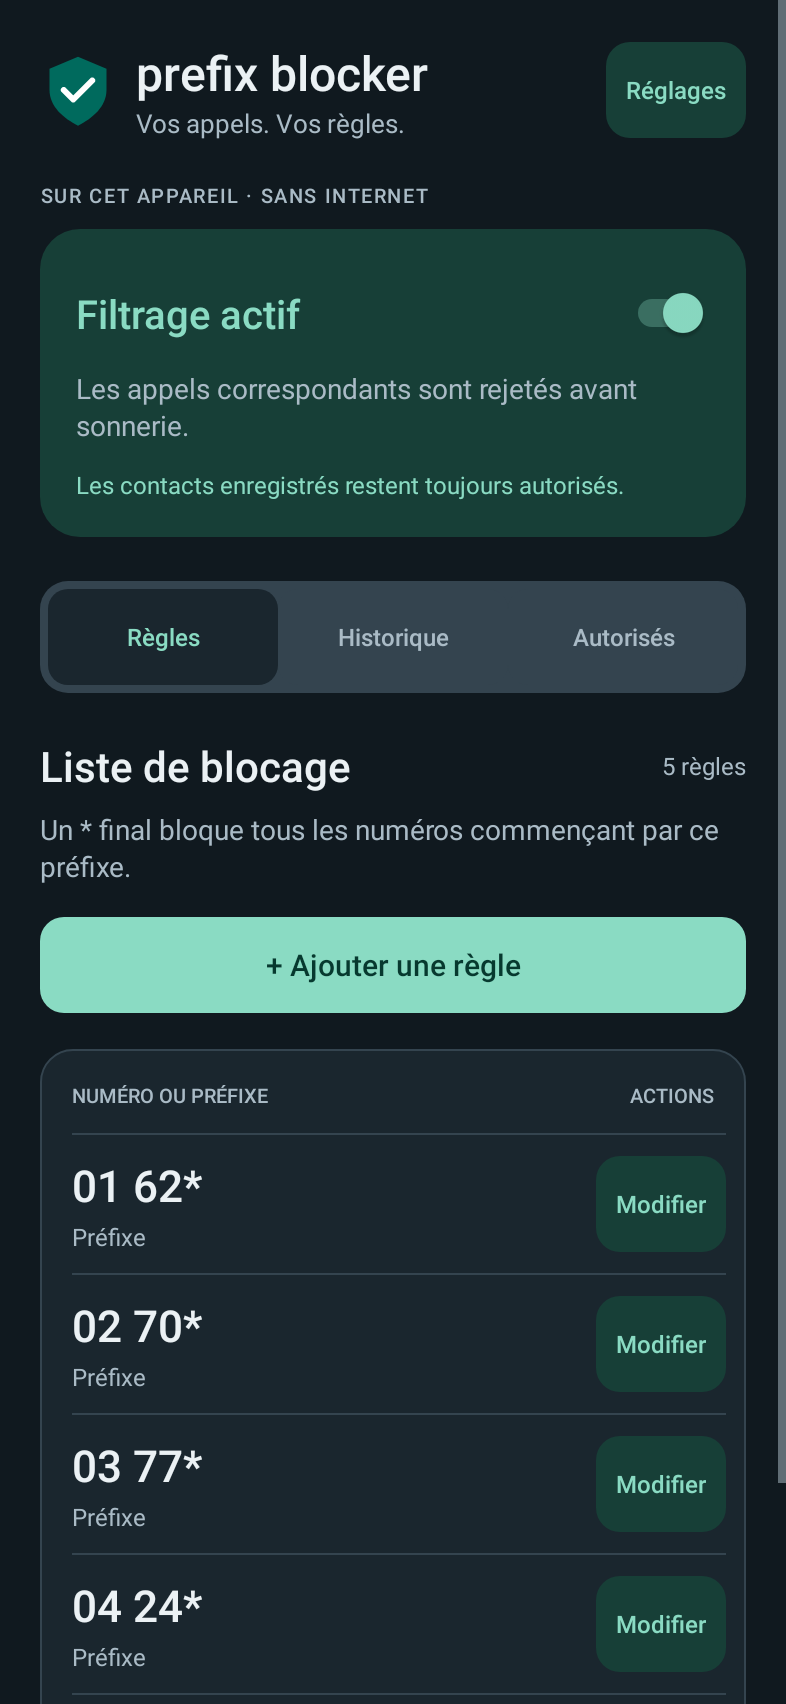 prefix blocker
Vos appels. Vos règles.
Réglages
SUR CET APPAREIL · SANS INTERNET
Filtrage actif
Les appels correspondants sont rejetés avant
sonnerie.
Les contacts enregistrés restent toujours autorisés.
Règles
Historique
Autorisés
Liste de blocage
5 règles
Un * final bloque tous les numéros commençant par ce
préfixe.
+ Ajouter une règle
NUMÉRO OU PRÉFIXE
ACTIONS
01 62*
Préfixe
Modifier
02 70*
Préfixe
Modifier
03 77*
Préfixe
Modifier
04 24*
Préfixe
Modifier